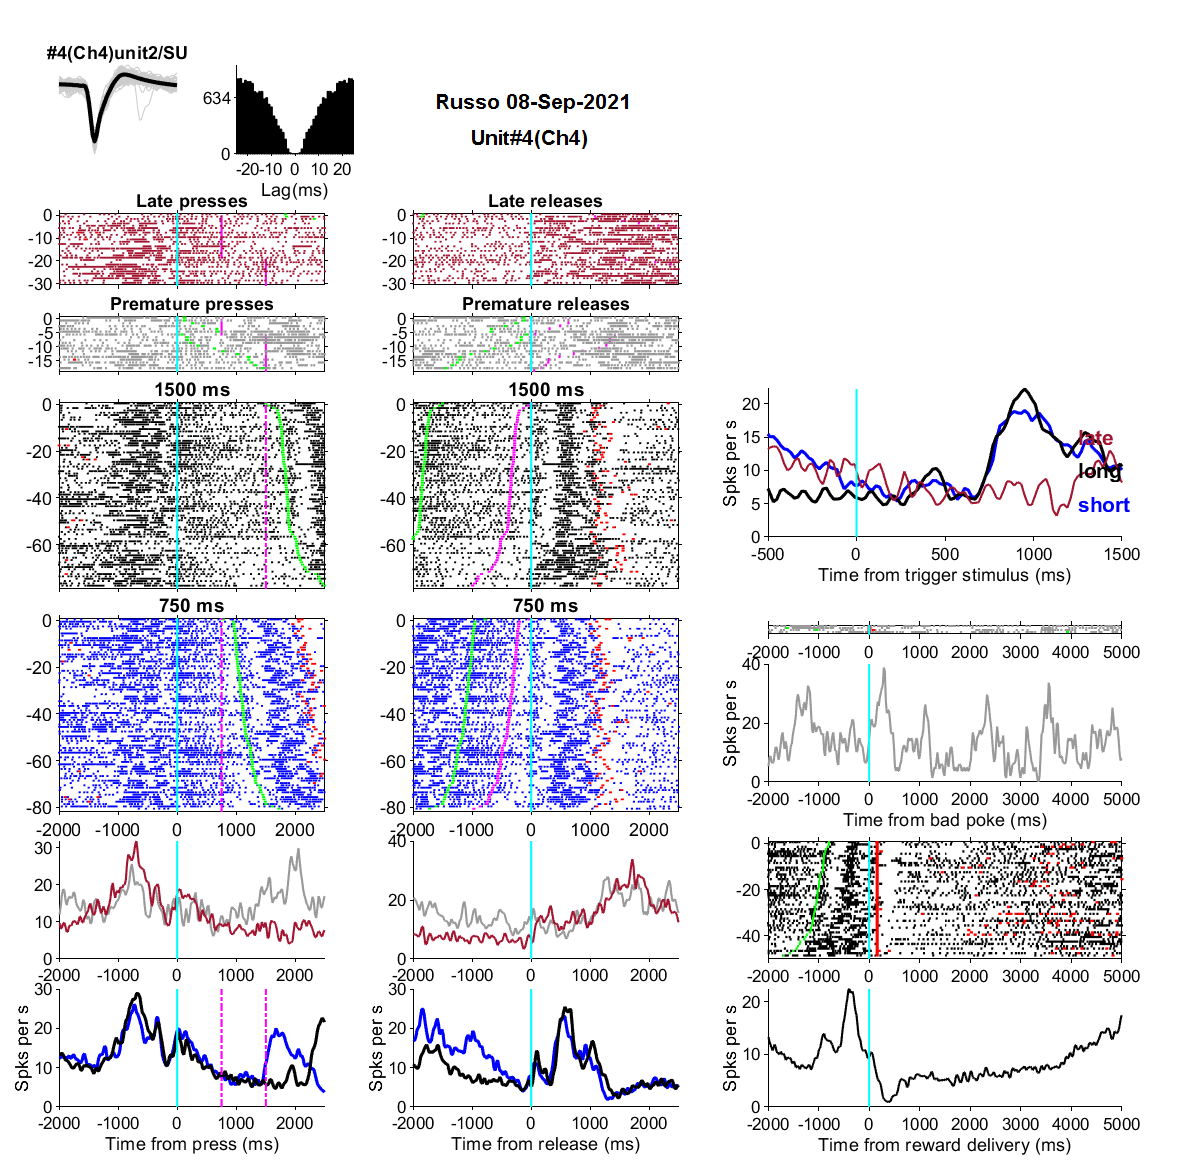 #4(Ch4)unit2/SU
634
0
-20 -10 0 10 20
Lag(ms)
Russo 08-Sep-2021
Unit#4(Ch4)
Late presses
0
-10
-20
-30
Late releases
0
-10
-20
-30
Premature presses
0
-5
-10
-15
Premature releases
0
-5
-10
-15
1500 ms
0
-20
-40
-60
1500 ms
0
-20
-40
-60
750 ms
0
-20
-40
-60
-80
750 ms
0
-20
-40
-60
-80
-2000 -1000 0 1000 2000
-2000 -1000 0 1000 2000
30
20
10
0
-2000 -1000 0 1000 2000
40
20
0
-2000 -1000 0 1000 2000
Spks per s
30
20
10
0
-2000 -1000 0 1000 2000
Time from press (ms)
Spks per s
30
20
10
0
-2000 -1000 0 1000 2000
Time from release (ms)
Spks per s
20
15
10
5
0
late
long
short
-500 0 500 1000 1500
Time from trigger stimulus (ms)
-2000 -1000 0 1000 2000 3000 4000 5000
Spks per s
40
20
0
-2000 -1000 0 1000 2000 3000 4000 5000
Time from bad poke (ms)
0
-20
-40
-2000 -1000 0 1000 2000 3000 4000 5000
Spks per s
20
10
0
-2000 -1000 0 1000 2000 3000 4000 5000
Time from reward delivery (ms)